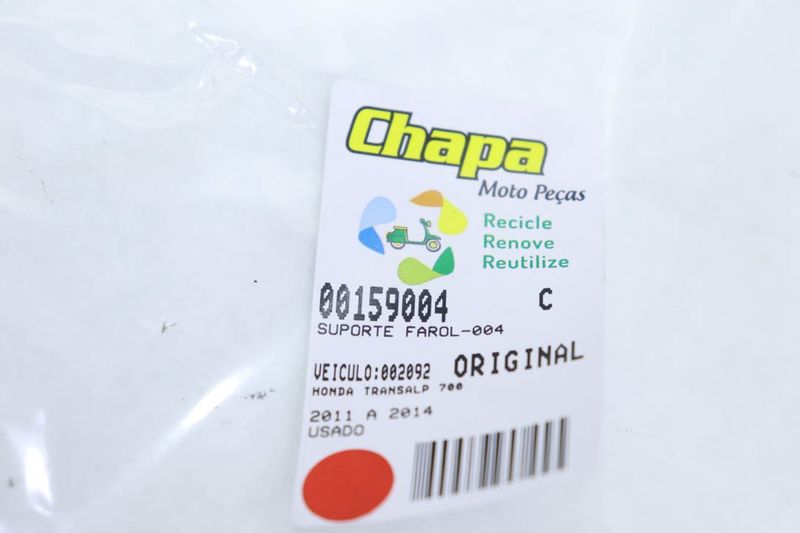 Chapa
Moto Peças
Recicle
Renove
Reutilize
00159004 C
SUPORTE FAROL-004
VEICULO:002092 ORIGINAL
HONDA TRANSALP 700
2011 A 2014
USADO